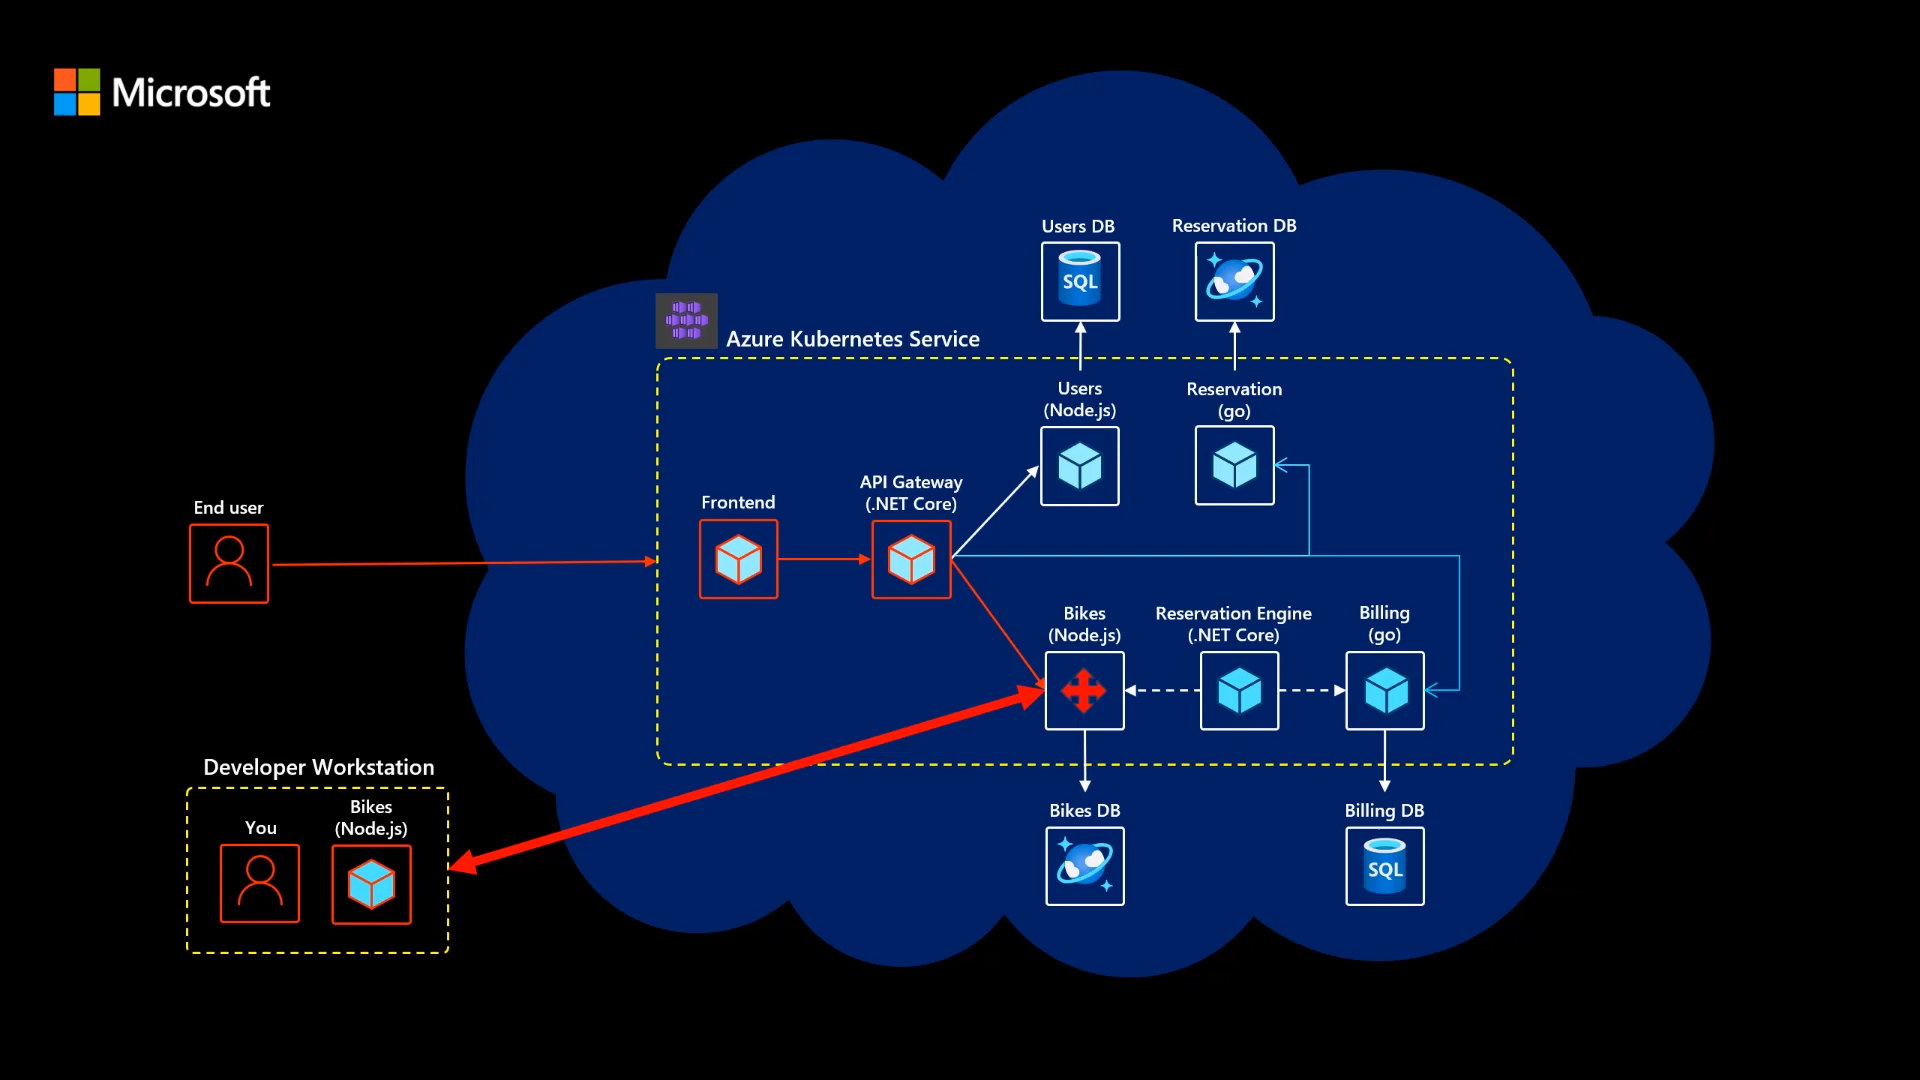 Microsoft
Users DB
Reservation DB
SQL
Azure Kubernetes Service
Users
(Node.js)
Reservation
(go)
Frontend
API Gateway
(.NET Core)
End user
Bikes
(Node.js)
Reservation Engine
(.NET Core)
Billing
(go)
Developer Workstation
You
Bikes
(Node.js)
Bikes DB
Billing DB
SQL